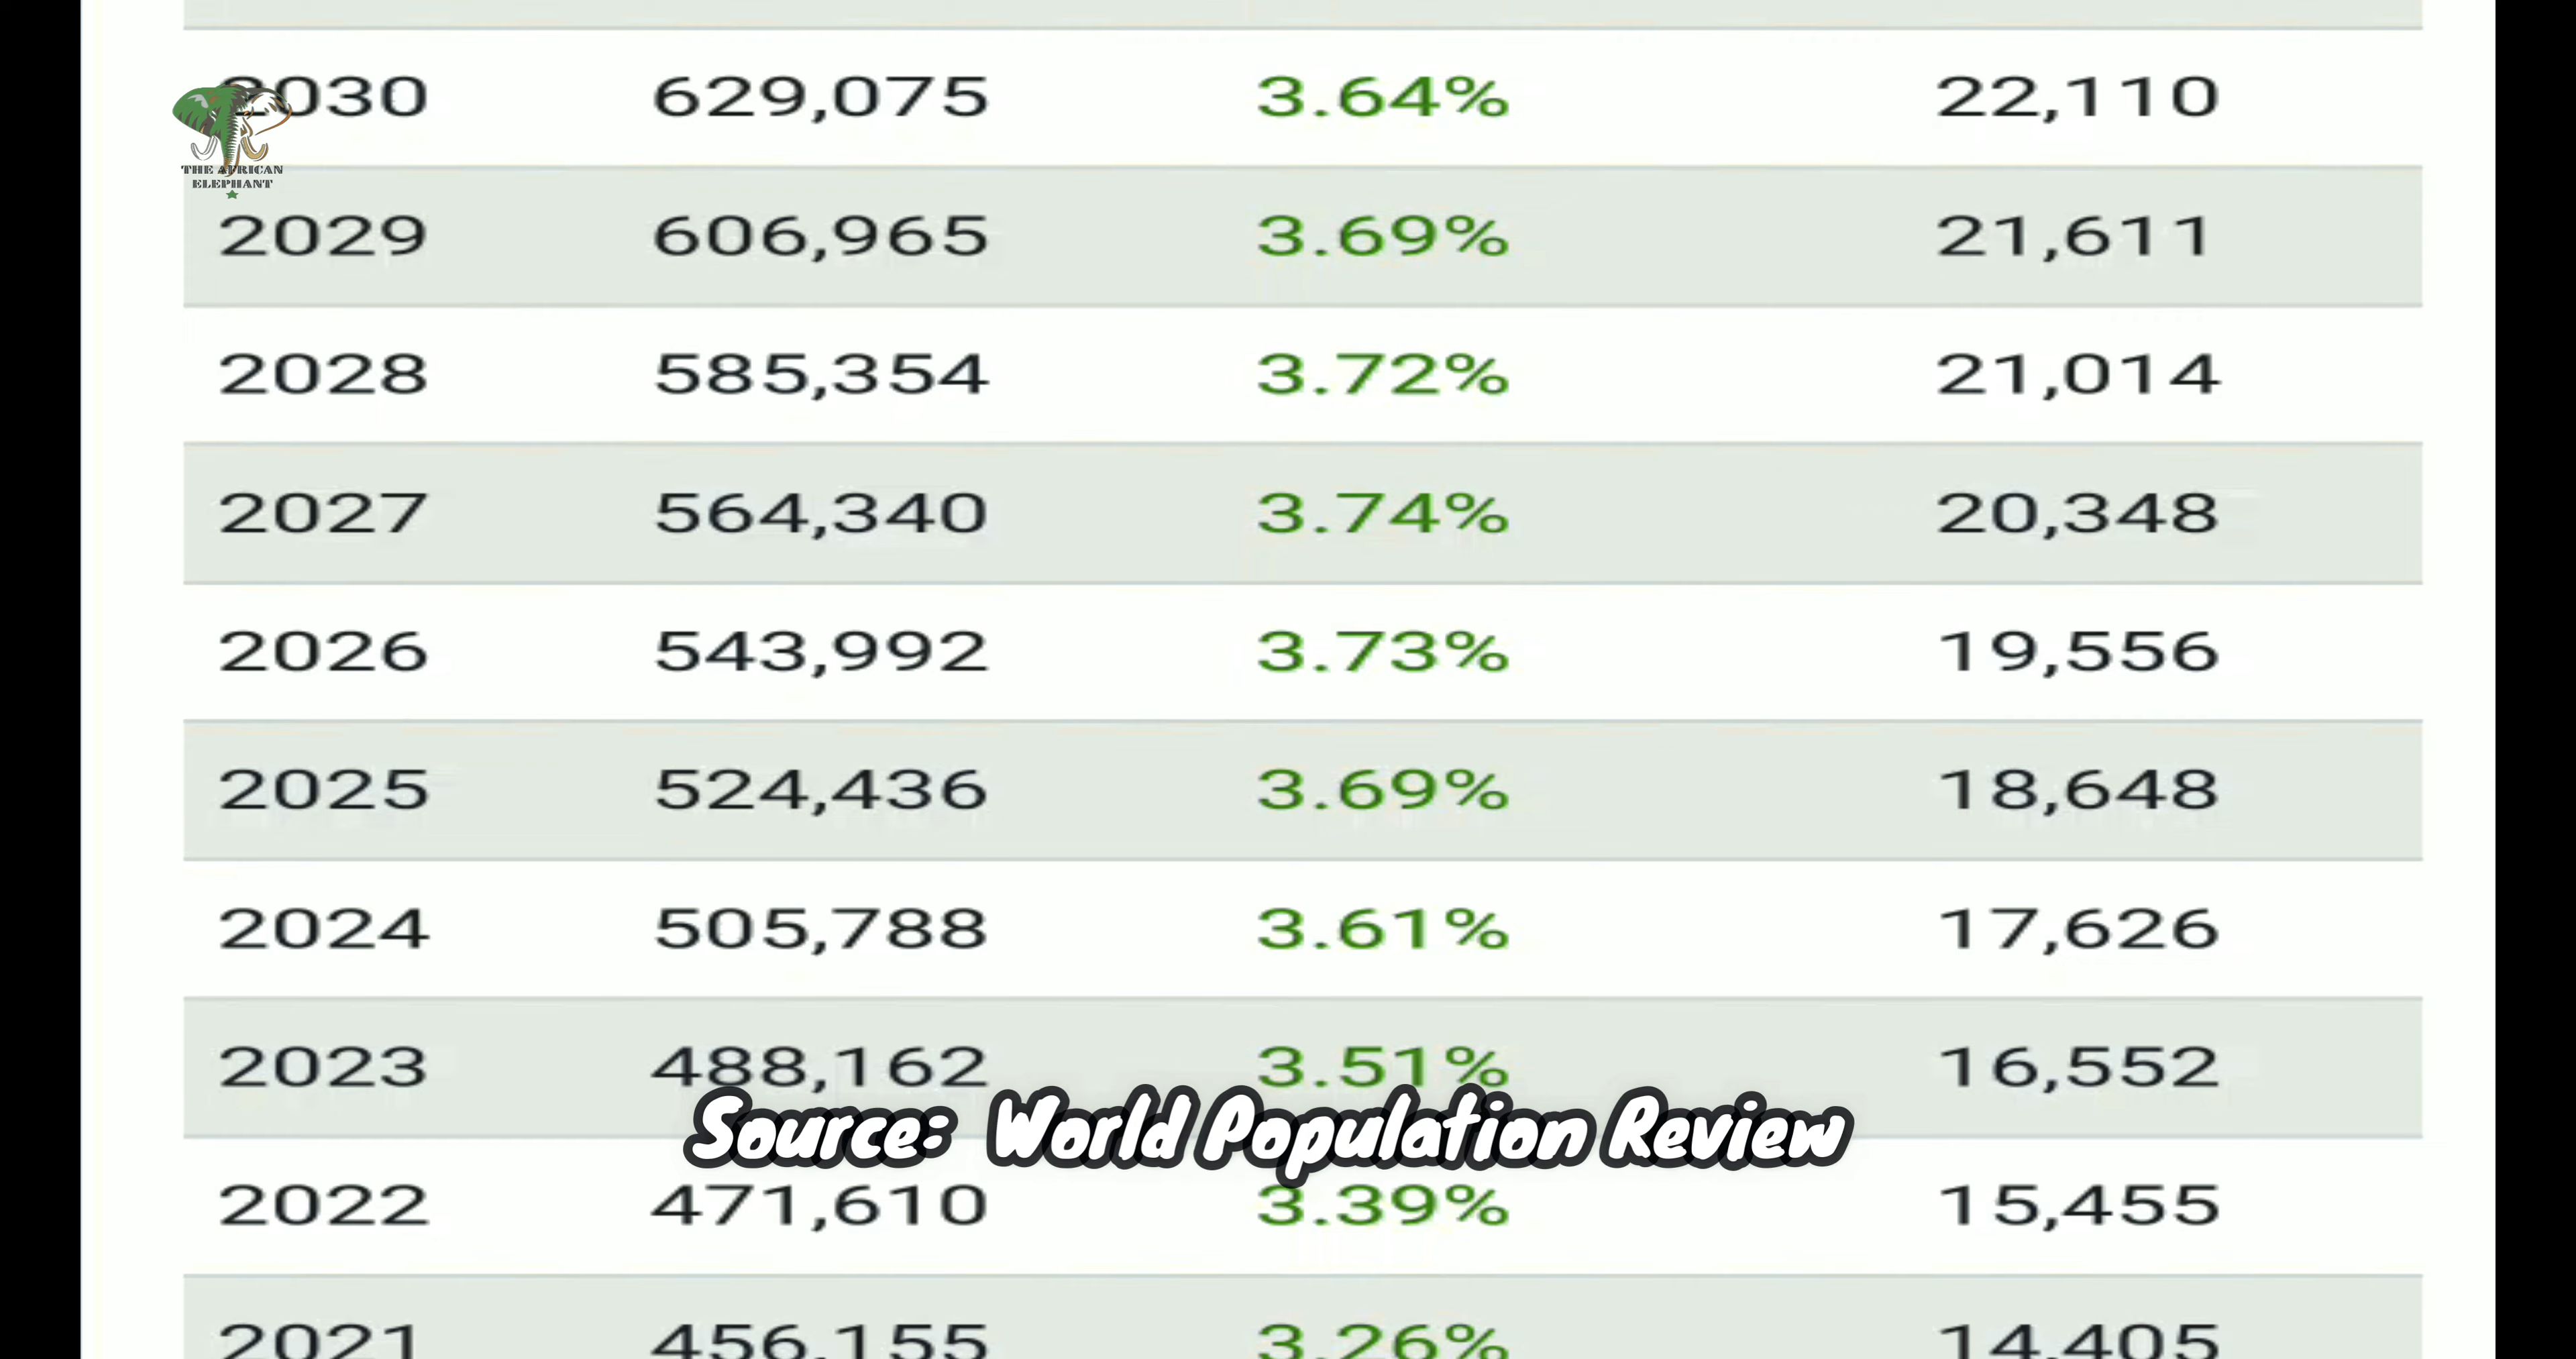 2030 629,075 3.64% 22,110
THE AFRICAN
ELEPHANT
2029 606,965 3.69% 21,611
2028 585,354 3.72% 21,014
2027 564,340 3.74% 20,348
2026 543,992 3.73% 19,556
2025 524,436 3.69% 18,648
2024 505,788 3.61% 17,626
2023 488,162 3.51% 16,552
Source: World Population Review
2022 471,610 3.39% 15,455
2021 456,155 3.26% 14,405